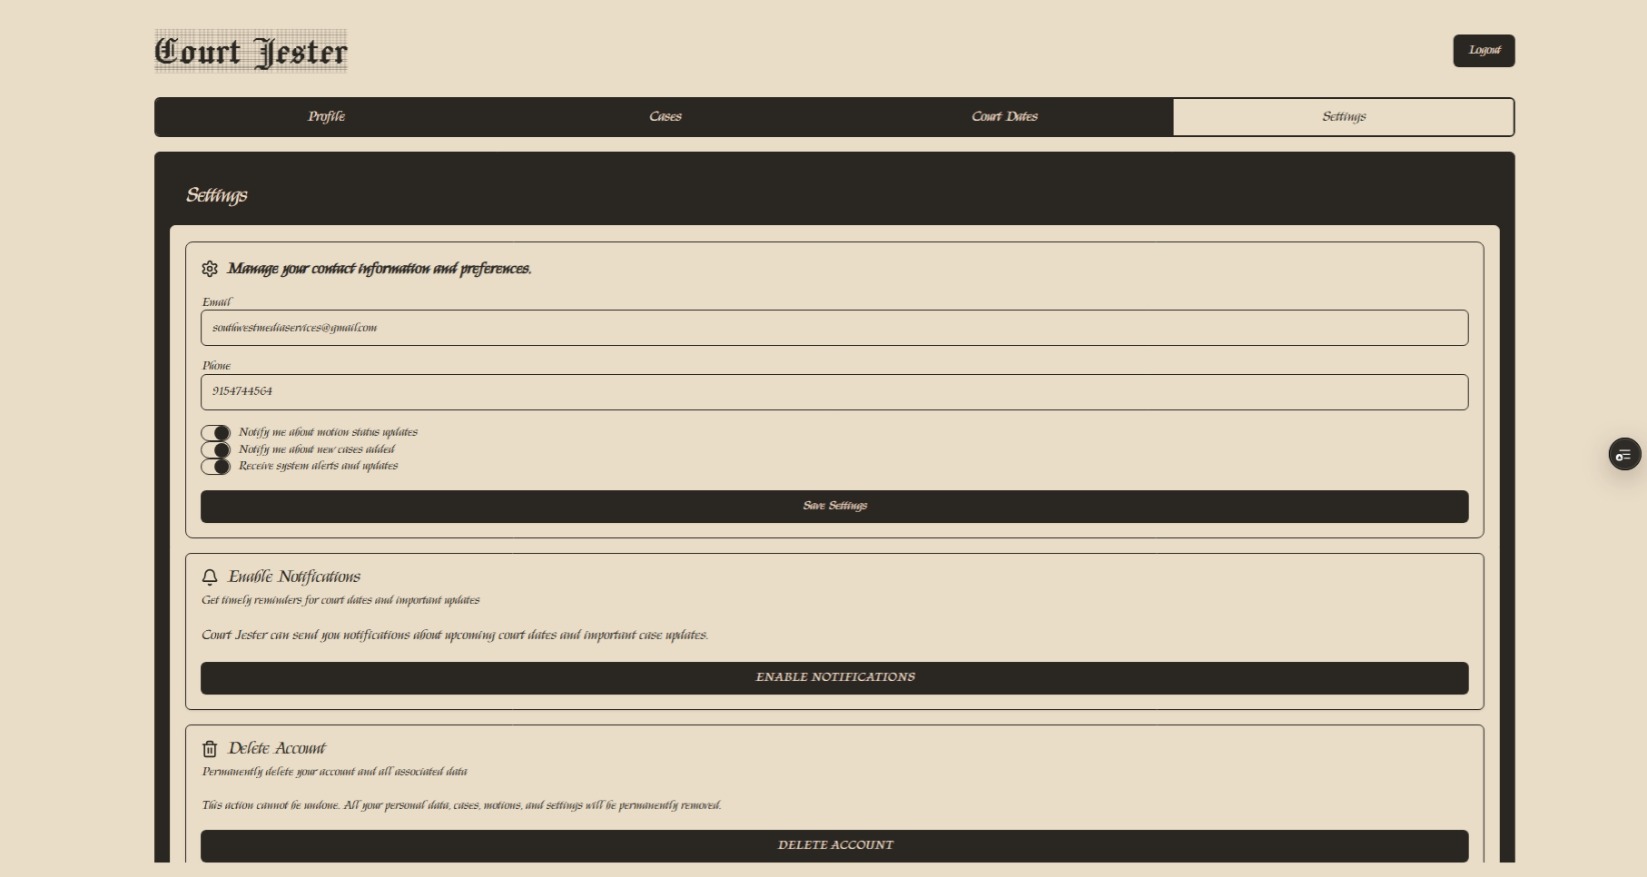 Court Jester
Logout
Profile
Cases
Court Dates
Settings
Settings
Manage your contact information and preferences.
Email
southwestmediaservices@gmail.com
Phone
9154744564
Notify me about motion status updates
Notify me about new cases added
Receive system alerts and updates
Save Settings
Enable Notifications
Get timely reminders for court dates and important updates
Court Jester can send you notifications about upcoming court dates and important case updates.
ENABLE NOTIFICATIONS
Delete Account
Permanently delete your account and all associated data
This action cannot be undone. All your personal data, cases, motions, and settings will be permanently removed.
DELETE ACCOUNT